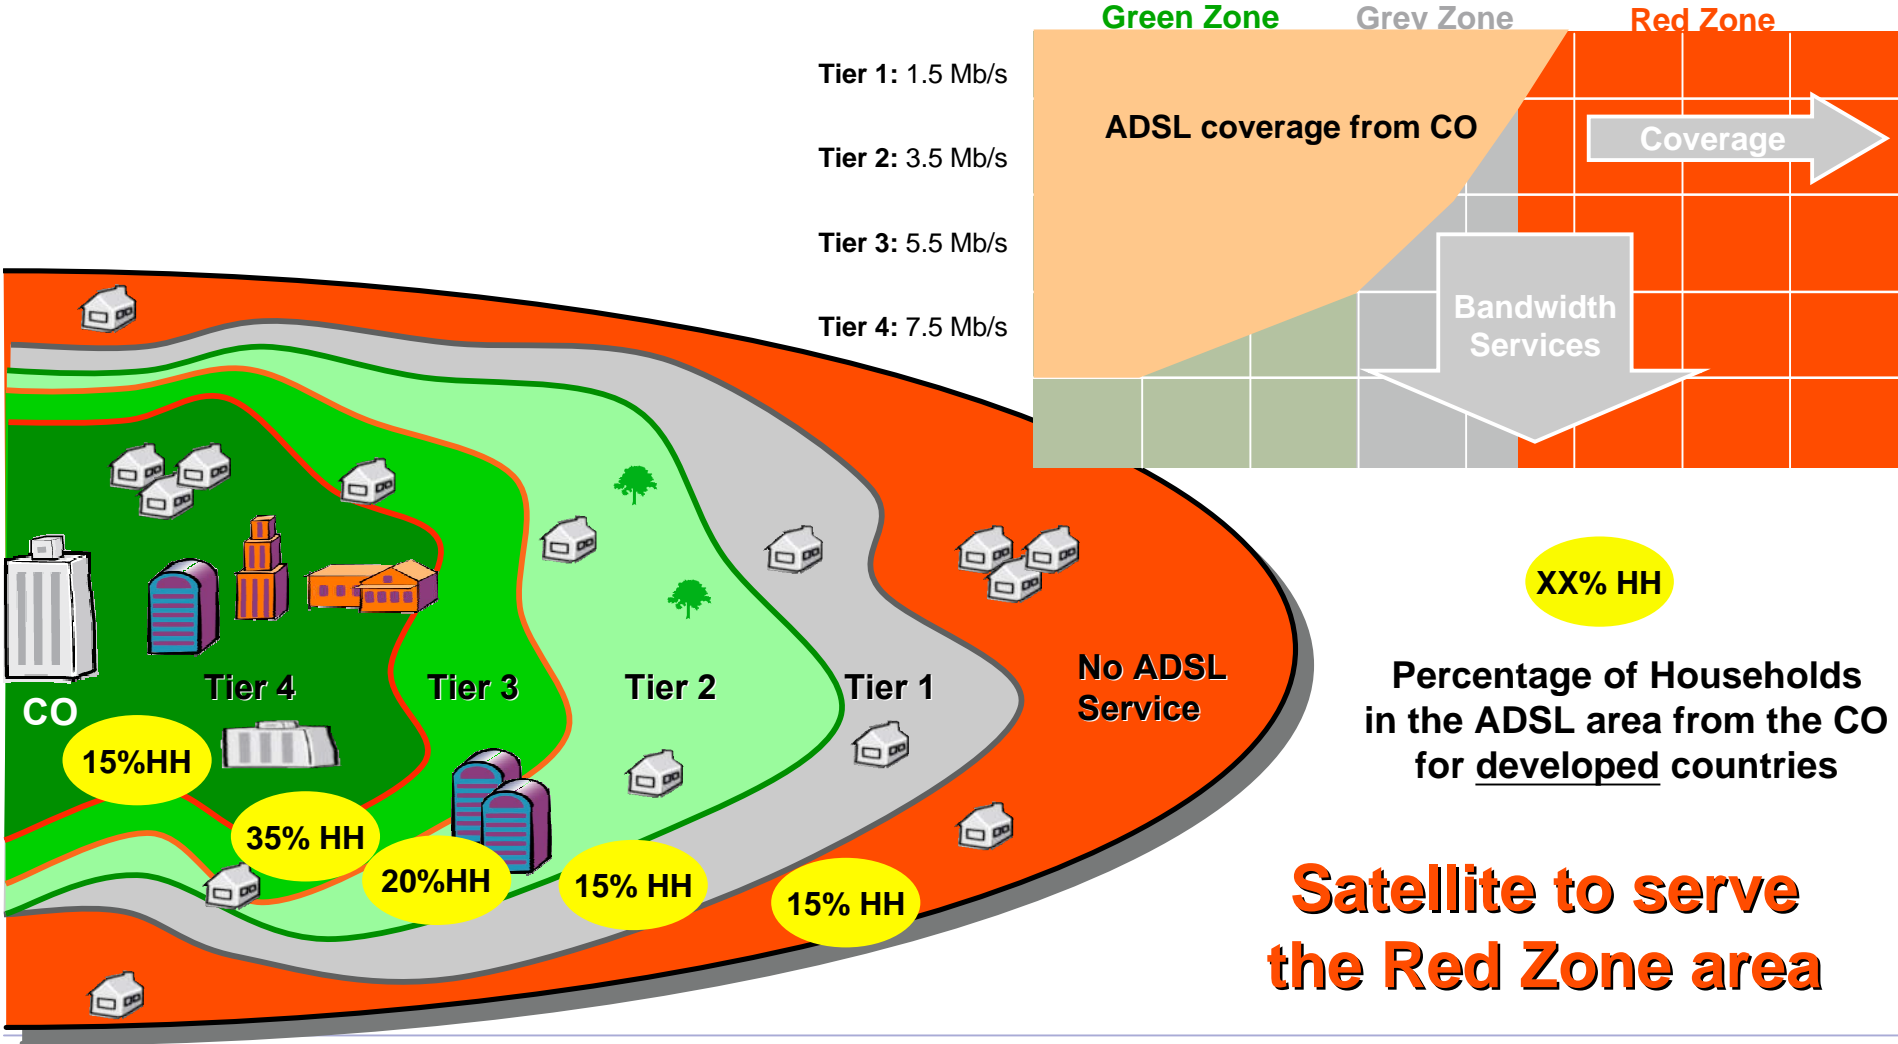 Green Zone Grey Zone Red Zone
Tier 1: 1.5 Mb/s
ADSL coverage from CO
Coverage
Tier 2: 3.5 Mb/s
Tier 3: 5.5 Mb/s
Tier 4: 7.5 Mb/s
Bandwidth
Services
CO
Tier 4
Tier 3
Tier 2
Tier 1
No ADSL
Service
15%HH
35% HH
20%HH
15% HH
15% HH
XX% HH
Percentage of Households
in the ADSL area from the CO
for developed countries
Satellite to serve
the Red Zone area